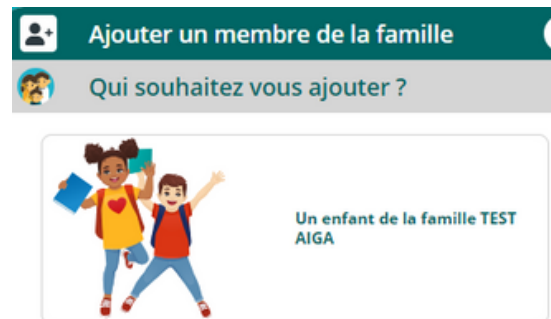 Ajouter un membre de la famille
Qui souhaitez vous ajouter ?
Un enfant de la famille TEST
AIGA